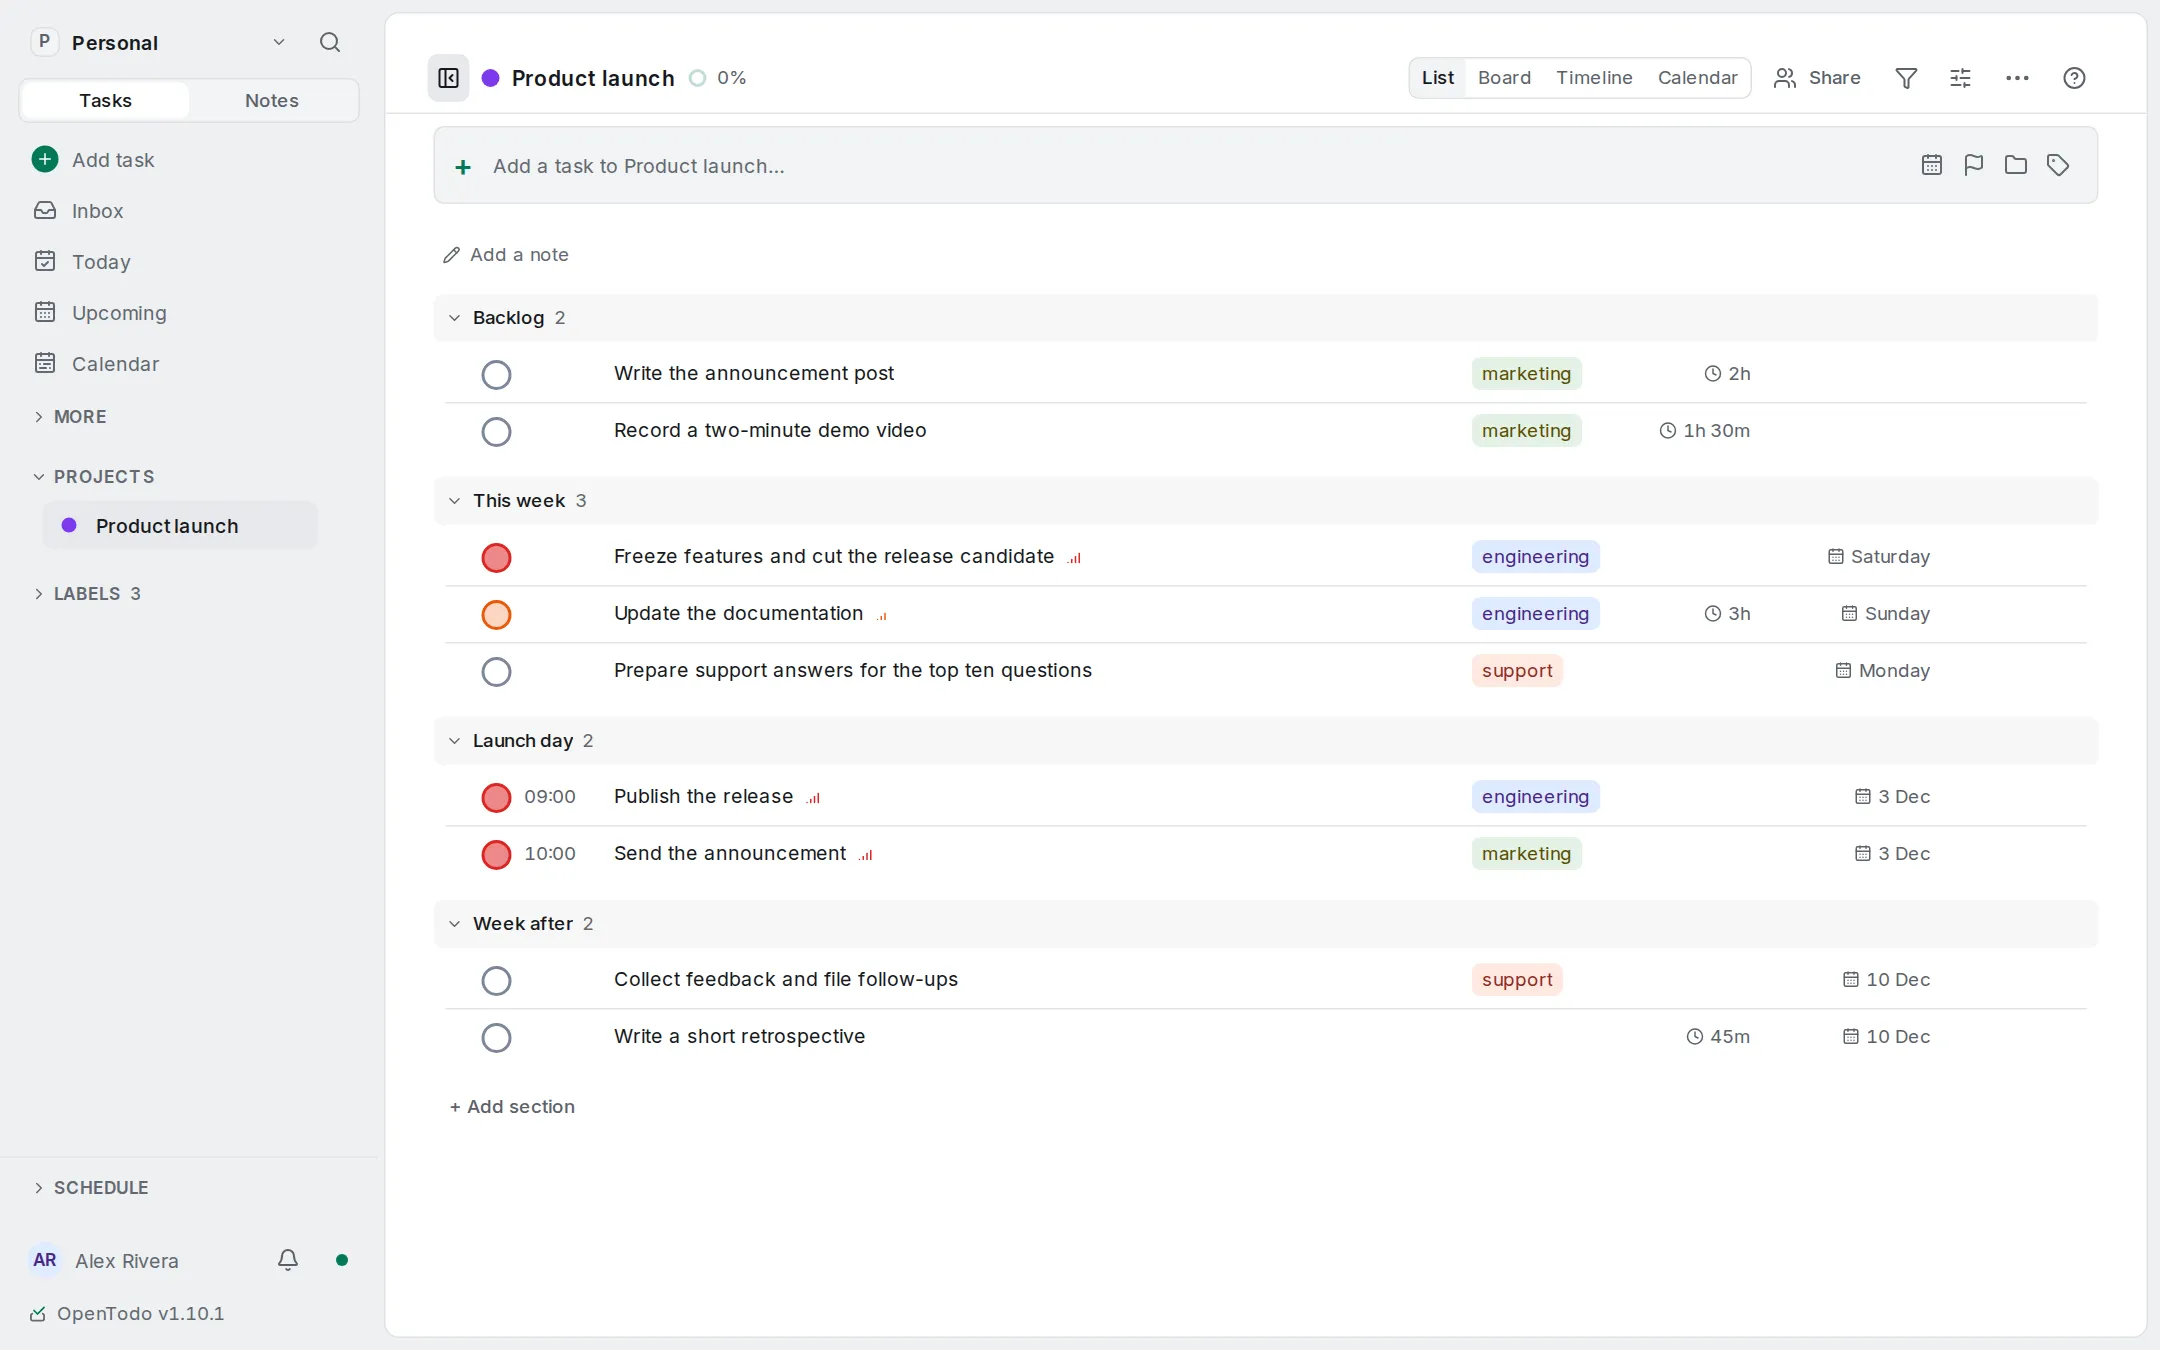 P Personal
Tasks Notes
Add task
Inbox
Today
Upcoming
Calendar
MORE
PROJECTS
Product launch
LABELS 3
SCHEDULE
AR Alex Rivera
OpenTodo v1.10.1
Product launch 0%
List Board Timeline Calendar Share
Add a task to Product launch...
Add a note
Backlog 2
Write the announcement post marketing 2h
Record a two-minute demo video marketing 1h 30m
This week 3
Freeze features and cut the release candidate engineering Saturday
Update the documentation engineering 3h Sunday
Prepare support answers for the top ten questions support Monday
Launch day 2
09:00 Publish the release engineering 3 Dec
10:00 Send the announcement marketing 3 Dec
Week after 2
Collect feedback and file follow-ups support 10 Dec
Write a short retrospective 45m 10 Dec
+ Add section